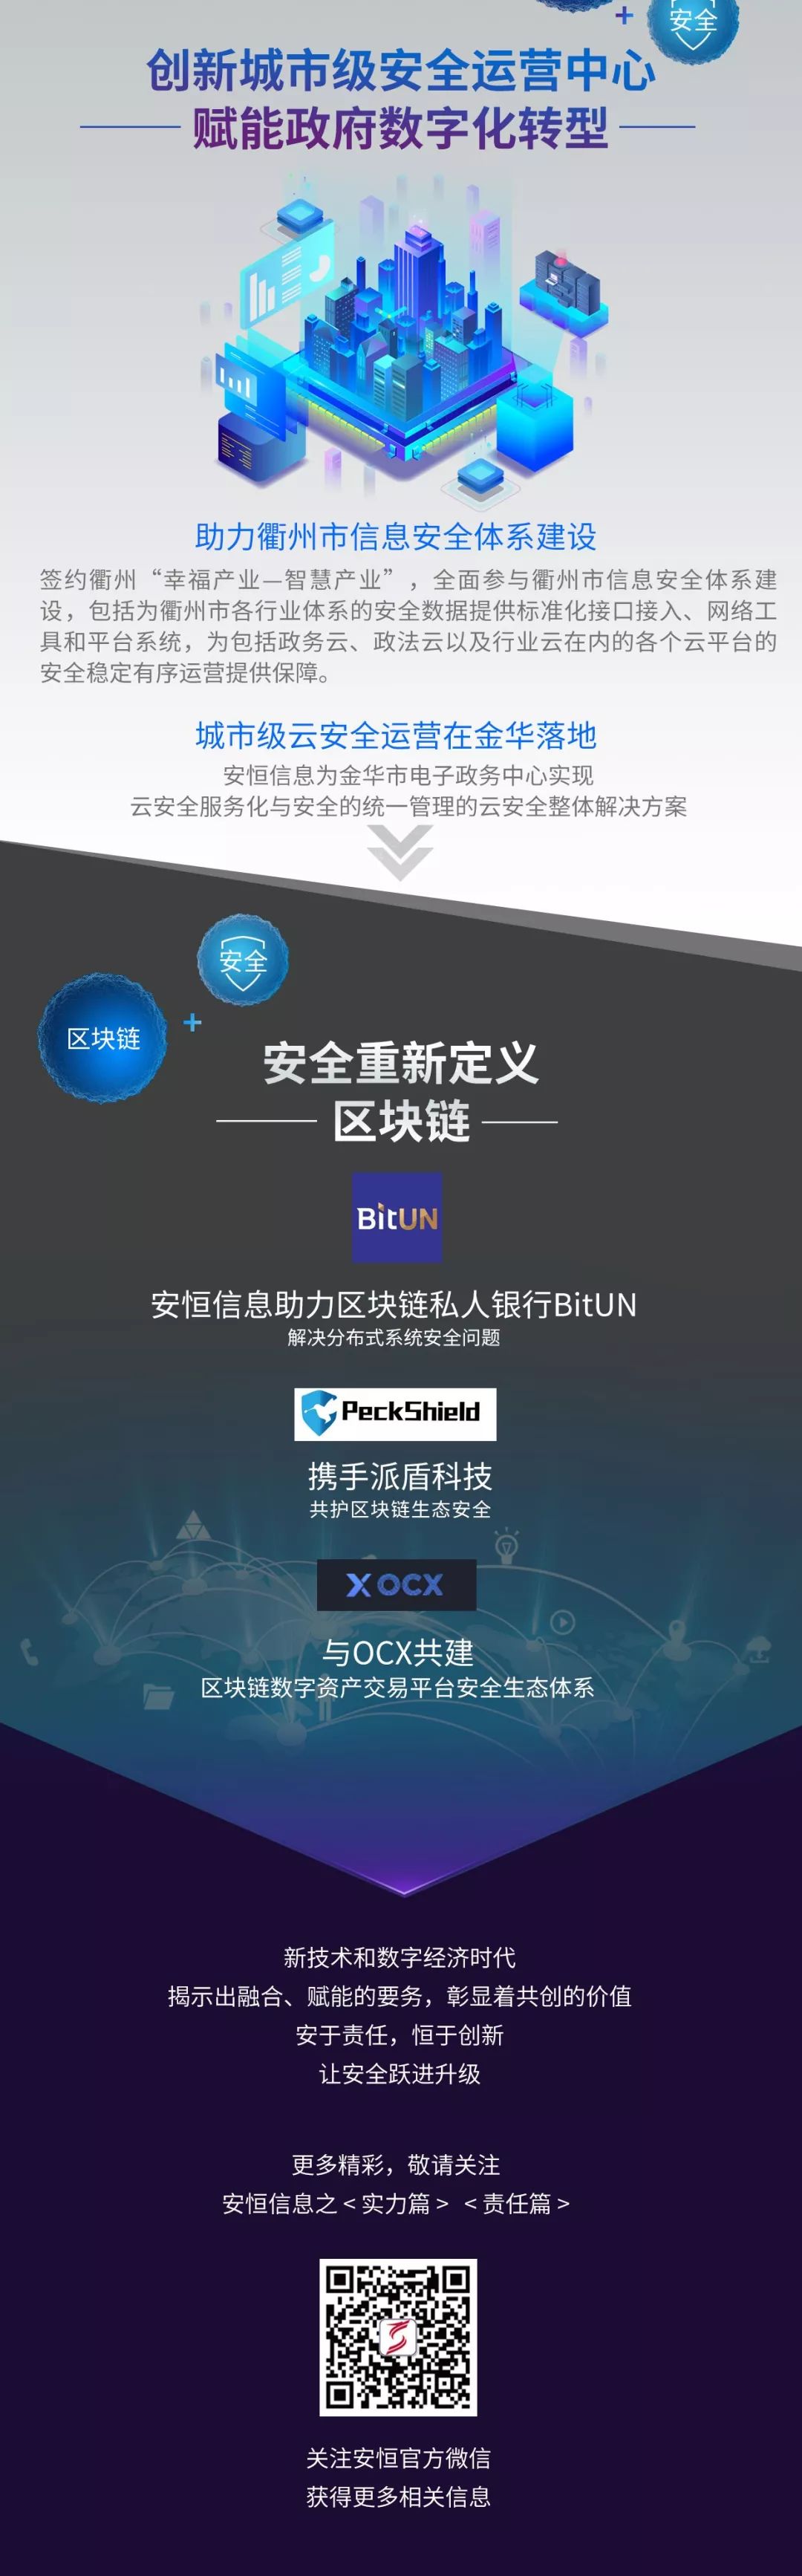 安全
+
创新城市级安全运营中心
赋能政府数字化转型
助力衢州市信息安全体系建设
签约衢州“幸福产业—智慧产业”，全面参与衢州市信息安全体系建
设，包括为衢州市各行业体系的安全数据提供标准化接口接入、网络工
具和平台系统，为包括政务云、政法云以及行业云在内的各个云平台的
安全稳定有序运营提供保障。
城市级云安全运营在金华落地
安恒信息为金华市电子政务中心实现
云安全服务化与安全的统一管理的云安全整体解决方案
安全
区块链
+
安全重新定义
区块链
BitUN
安恒信息助力区块链私人银行BitUN
解决分布式系统安全问题
PeckShield
携手派盾科技
共护区块链生态安全
X OCX
与OCX共建
区块链数字资产交易平台安全生态体系
新技术和数字经济时代
揭示出融合、赋能的要务，彰显着共创的价值
安于责任，恒于创新
让安全跃进升级
更多精彩，敬请关注
安恒信息之<实力篇> <责任篇>
关注安恒官方微信
获得更多相关信息